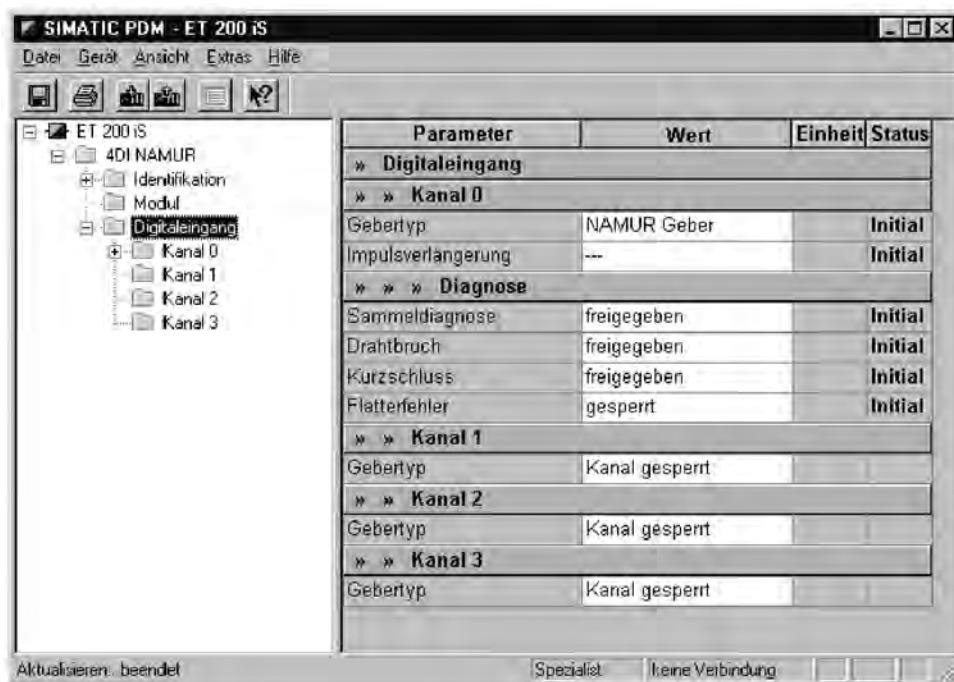 SIMATIC PDM - ET 200 iS
Datei Gerät Ansicht Extras Hilfe
ET 200 iS
4DI NAMUR
Identifikation
Modul
Digitaleingang
Kanal 0
Kanal 1
Kanal 2
Kanal 3
Parameter Wert Einheit Status
» Digitaleingang
» » Kanal 0
Gebertyp NAMUR Geber Initial
Impulsverlängerung --- Initial
» » » Diagnose
Sammeldiagnose freigegeben Initial
Drahtbruch freigegeben Initial
Kurzschluss freigegeben Initial
Flatterfehler gesperrt Initial
» » Kanal 1
Gebertyp Kanal gesperrt
» » Kanal 2
Gebertyp Kanal gesperrt
» » Kanal 3
Gebertyp Kanal gesperrt
Aktualisieren: beendet Spezialist keine Verbindung